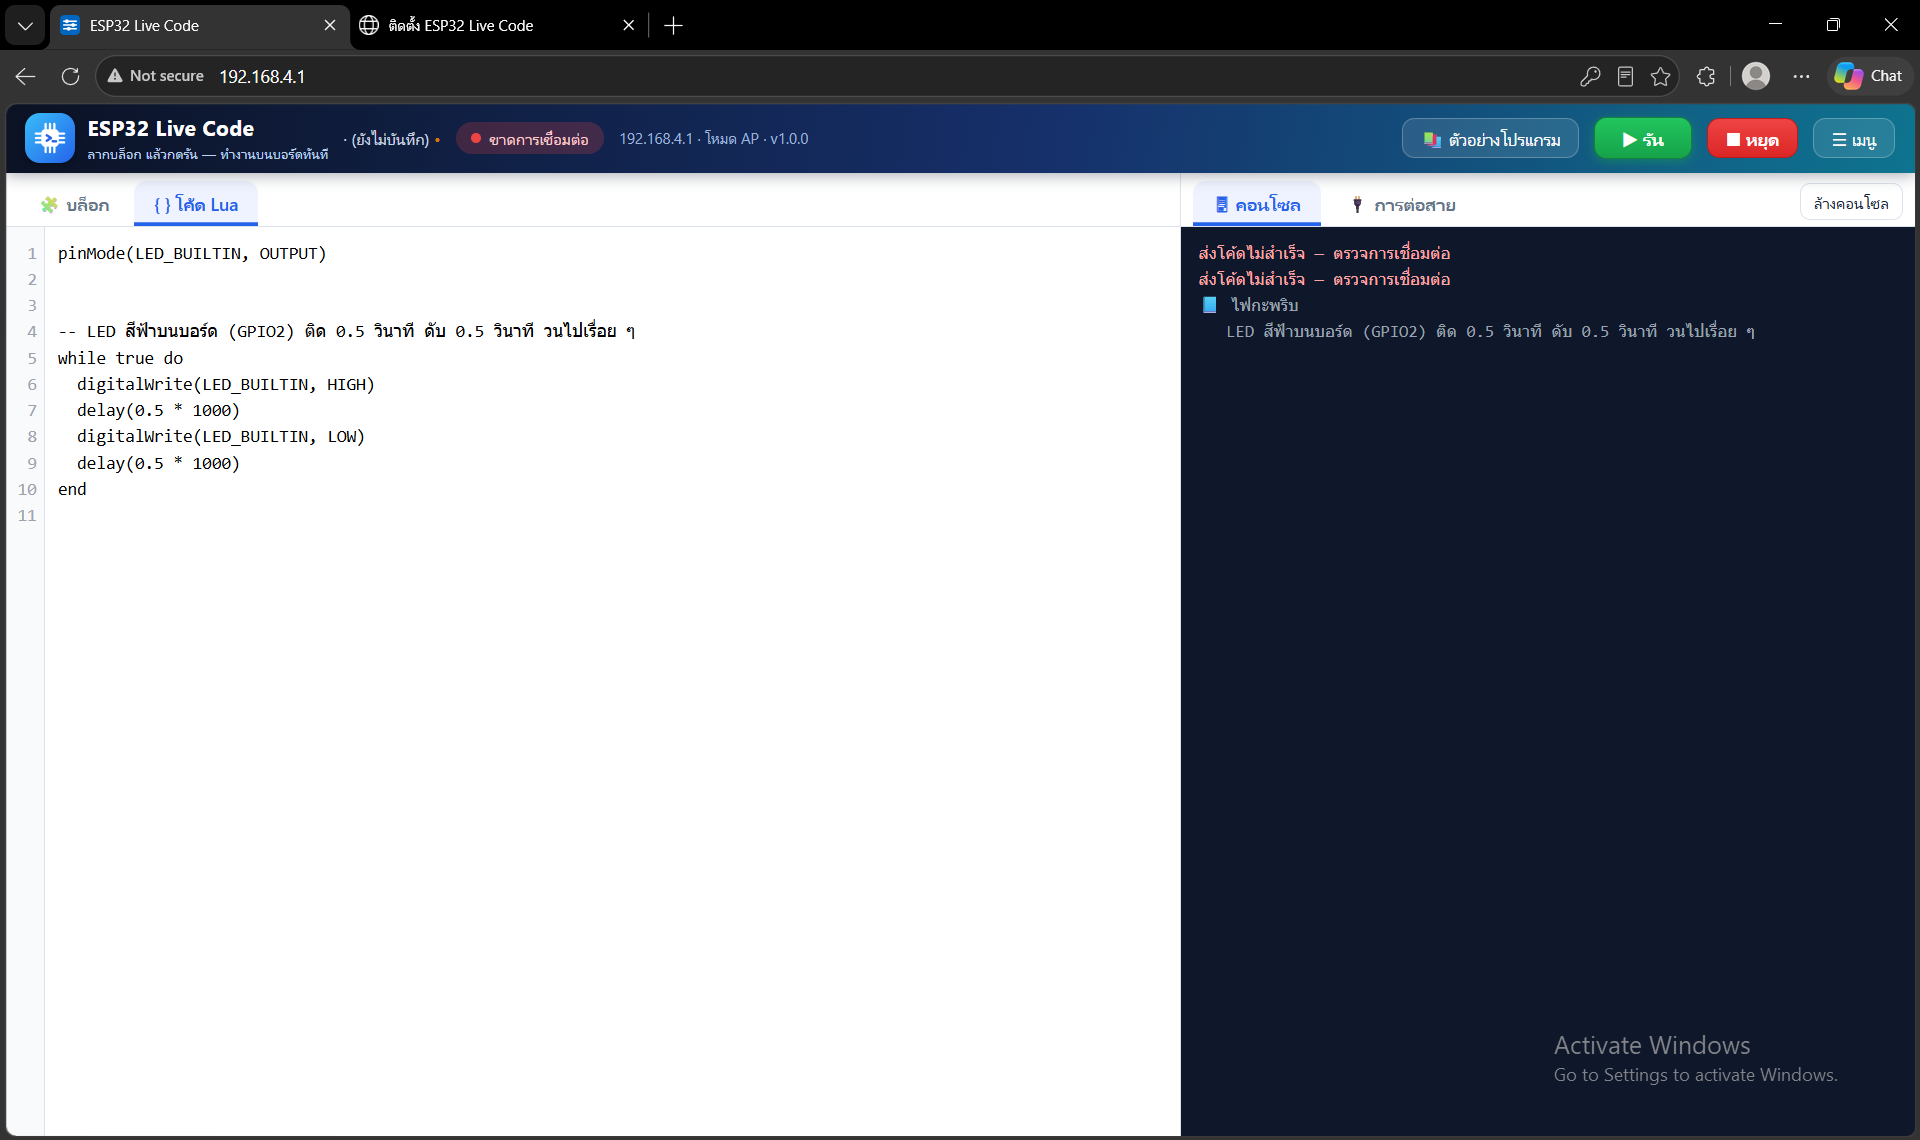 ESP32 Live Code
ติดตั้ง ESP32 Live Code
Not secure 192.168.4.1
Chat
ESP32 Live Code
ลากบล็อก แล้วกดรัน — ทำงานบนบอร์ดทันที
· (ยังไม่บันทึก) •
ขาดการเชื่อมต่อ
192.168.4.1 · โหมด AP · v1.0.0
ตัวอย่างโปรแกรม
▶ รัน
■ หยุด
☰ เมนู
บล็อก
{ } โค้ด Lua
คอนโซล
การต่อสาย
ล้างคอนโซล
1 pinMode(LED_BUILTIN, OUTPUT)
2
3
4 -- LED สีฟ้าบนบอร์ด (GPIO2) ติด 0.5 วินาที ดับ 0.5 วินาที วนไปเรื่อย ๆ
5 while true do
6 digitalWrite(LED_BUILTIN, HIGH)
7 delay(0.5 * 1000)
8 digitalWrite(LED_BUILTIN, LOW)
9 delay(0.5 * 1000)
10 end
11
ส่งโค้ดไม่สำเร็จ — ตรวจการเชื่อมต่อ
ส่งโค้ดไม่สำเร็จ — ตรวจการเชื่อมต่อ
ไฟกะพริบ
LED สีฟ้าบนบอร์ด (GPIO2) ติด 0.5 วินาที ดับ 0.5 วินาที วนไปเรื่อย ๆ
Activate Windows
Go to Settings to activate Windows.